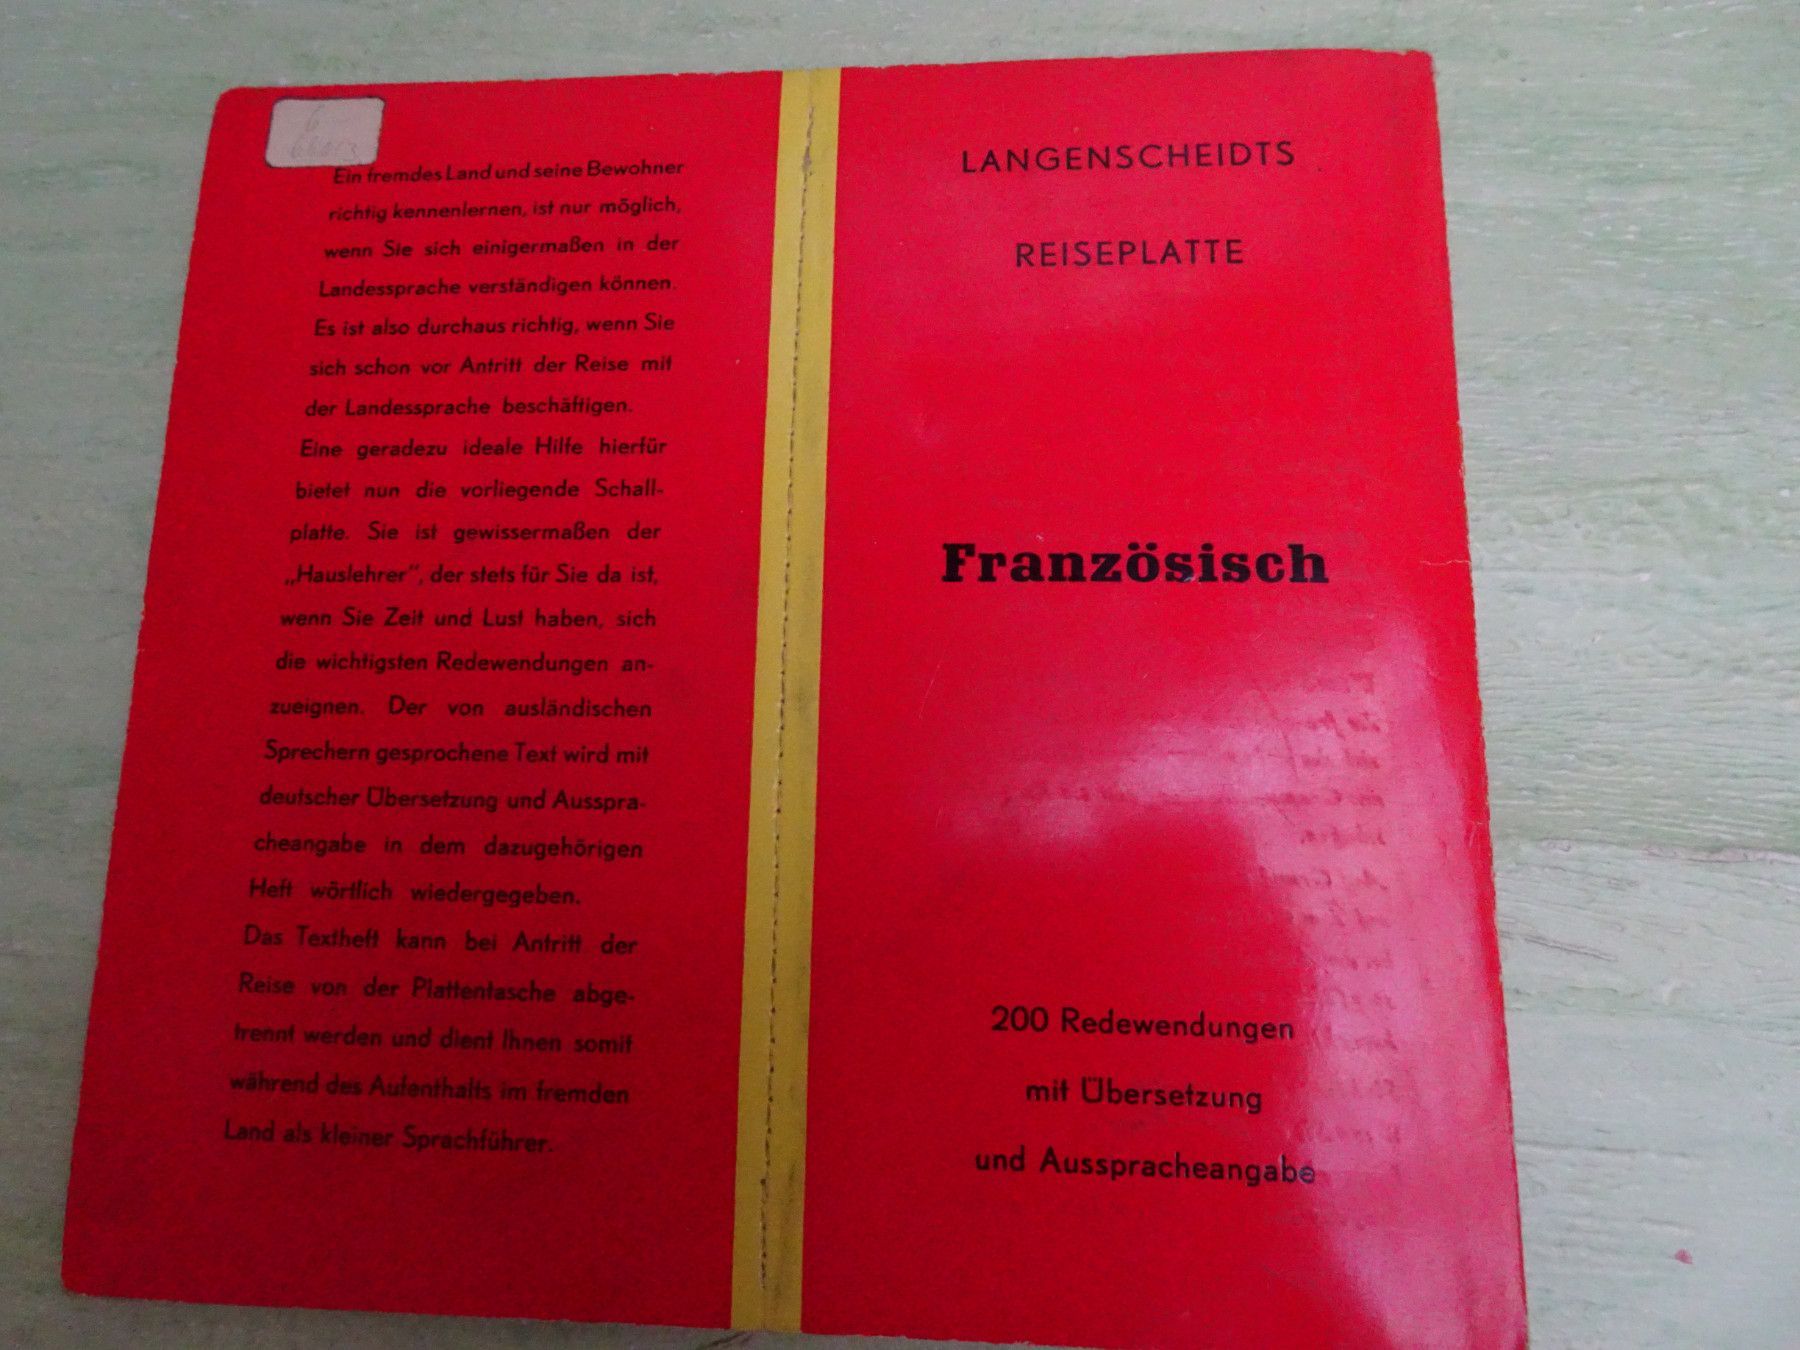 Ein fremdes Land und seine Bewohner
richtig kennenlernen, ist nur möglich,
wenn Sie sich einigermaßen in der
Landessprache verständigen können.
Es ist also durchaus richtig, wenn Sie
sich schon vor Antritt der Reise mit
der Landessprache beschäftigen.
Eine geradezu ideale Hilfe hierfür
bietet nun die vorliegende Schall-
platte. Sie ist gewissermaßen der
„Hauslehrer“, der stets für Sie da ist,
wenn Sie Zeit und Lust haben, sich
die wichtigsten Redewendungen an-
zueignen. Der von ausländischen
Sprechern gesprochene Text wird mit
deutscher Übersetzung und Ausspra-
cheangabe in dem dazugehörigen
Heft wörtlich wiedergegeben.
Das Textheft kann bei Antritt der
Reise von der Plattentasche abge-
trennt werden und dient Ihnen somit
während des Aufenthalts im fremden
Land als kleiner Sprachführer.
LANGENSCHEIDTS
REISEPLATTE
Französisch
200 Redewendungen
mit Übersetzung
und Ausspracheangabe